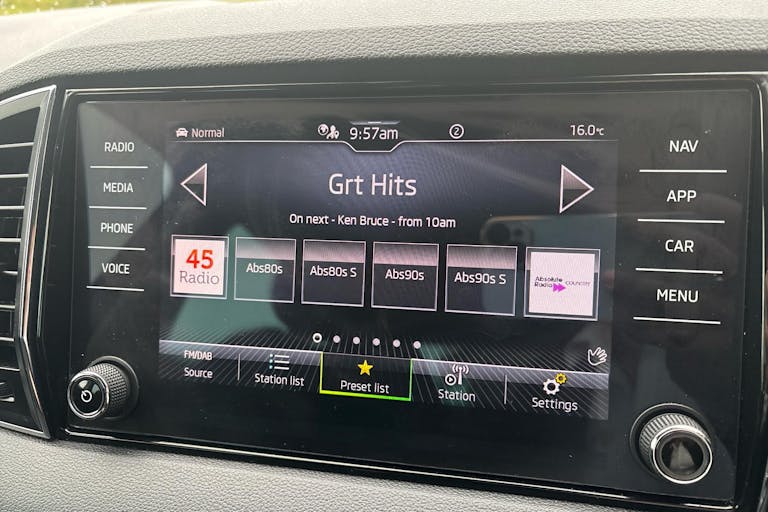 Normal
9:57am
2
16.0°C
RADIO
MEDIA
PHONE
VOICE
Grt Hits
On next - Ken Bruce - from 10am
45
Radio
Abs80s
Abs80s S
Abs90s
Abs90s S
Absolute
Radio
COUNTRY
FM/DAB
Source
Station list
Preset list
Station
Settings
NAV
APP
CAR
MENU